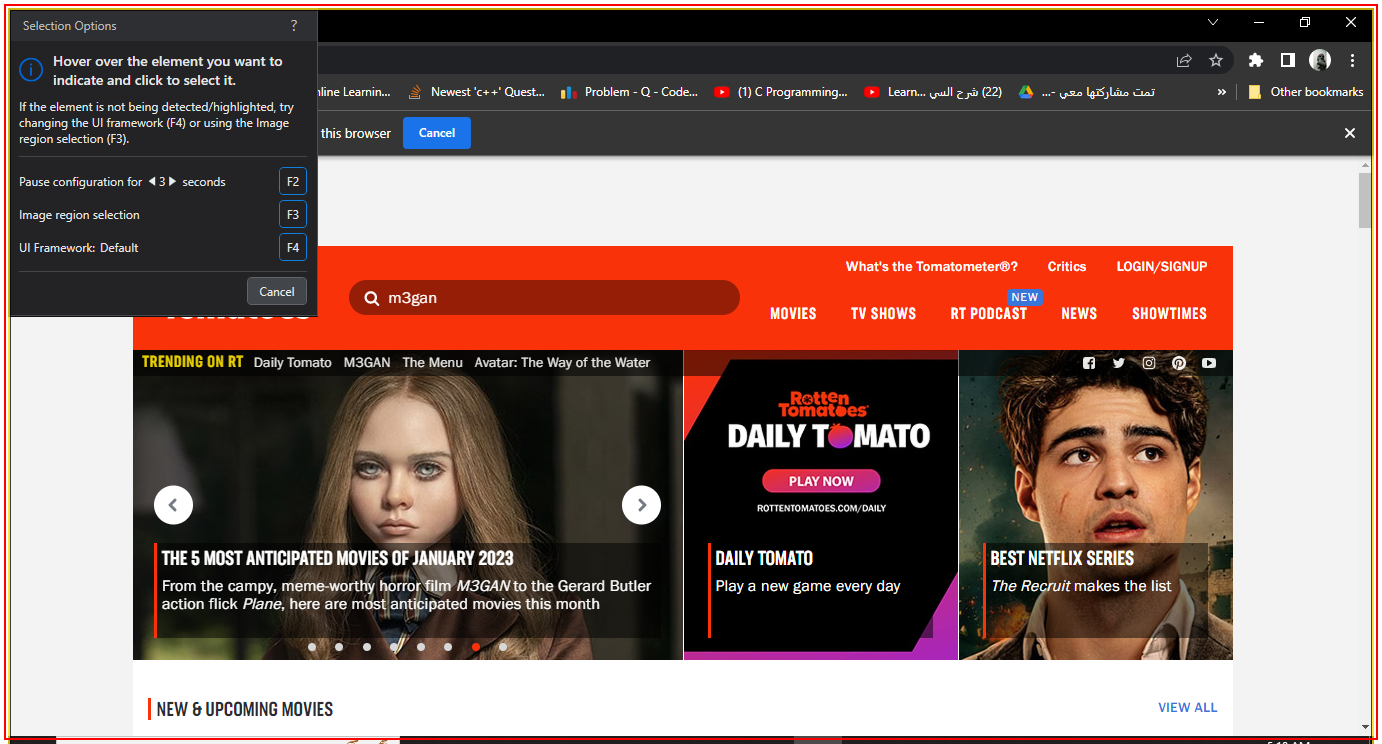 Selection Options ?
Hover over the element you want to
indicate and click to select it.
If the element is not being detected/highlighted, try
changing the UI framework (F4) or using the Image
region selection (F3).
Pause configuration for 3 seconds F2
Image region selection F3
UI Framework: Default F4
Cancel
Learnin... Newest 'c++' Quest... Problem - Q - Code... (1) C Programming... Learn... شرح السي (22) تمت مشاركتها معي -... » Other bookmarks
this browser Cancel
What's the Tomatometer®? Critics LOGIN/SIGNUP
m3gan
NEW
MOVIES TV SHOWS RT PODCAST NEWS SHOWTIMES
TRENDING ON RT Daily Tomato M3GAN The Menu Avatar: The Way of the Water
Rotten
Tomatoes
DAILY TOMATO
PLAY NOW
ROTTENTOMATOES.COM/DAILY
THE 5 MOST ANTICIPATED MOVIES OF JANUARY 2023
From the campy, meme-worthy horror film M3GAN to the Gerard Butler
action flick Plane, here are most anticipated movies this month
DAILY TOMATO
Play a new game every day
BEST NETFLIX SERIES
The Recruit makes the list
NEW & UPCOMING MOVIES
VIEW ALL